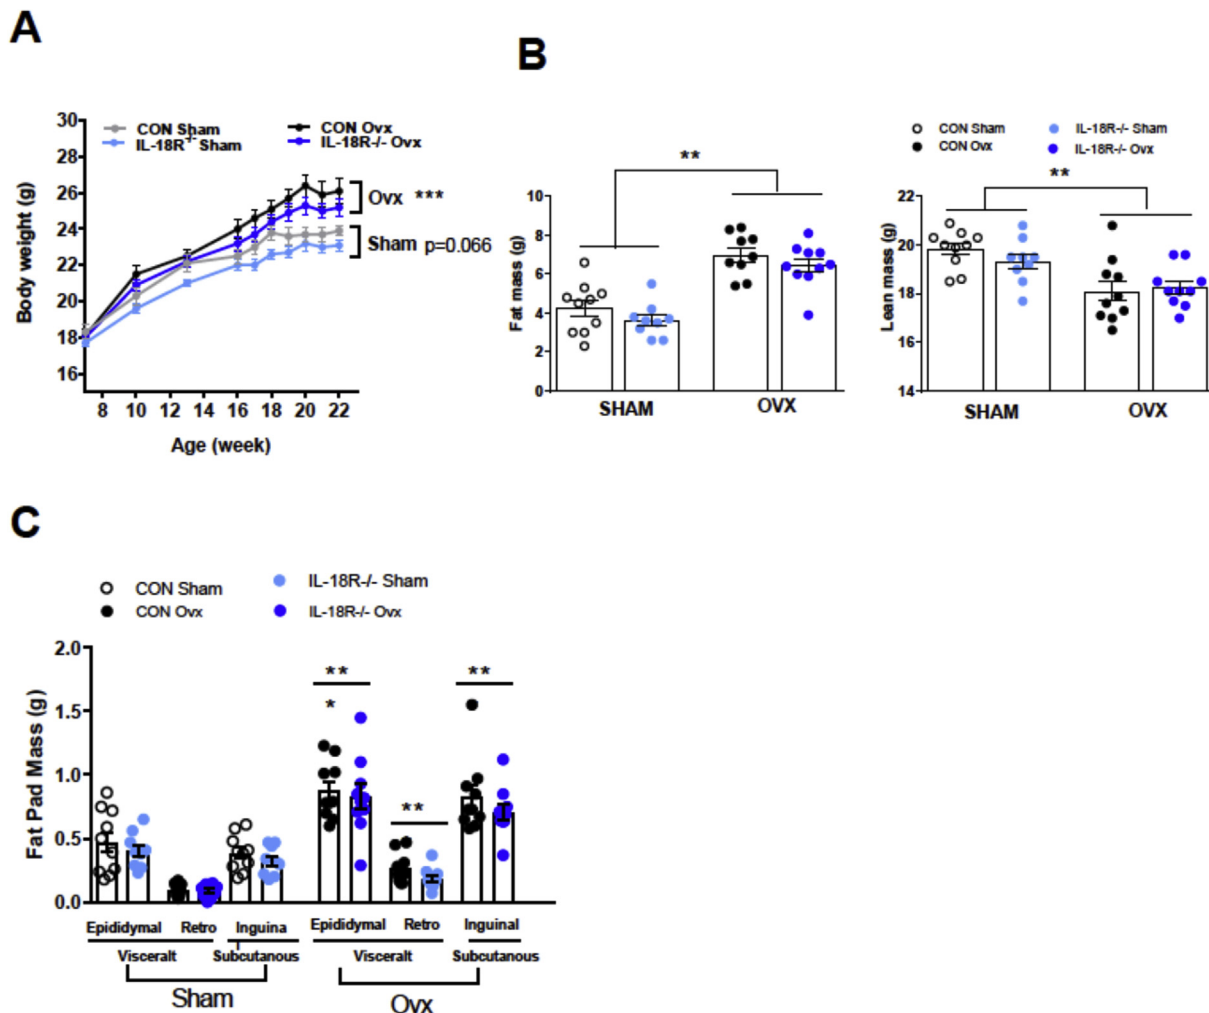 A
B
30
28
26
24
22
20
18
16
Body weight (g)
CON Sham
IL-18R-/- Sham
CON Ovx
IL-18R-/- Ovx
Ovx ***
Sham p=0.066
8 10 12 14 16 18 20 22
Age (week)
**
10
8
6
4
2
0
Fat mass (g)
SHAM OVX
CON Sham IL-18R-/- Sham
CON Ovx IL-18R-/- Ovx
**
22
20
18
16
14
Lean mass (g)
SHAM OVX
C
CON Sham IL-18R-/- Sham
CON Ovx IL-18R-/- Ovx
2.0
1.5
1.0
0.5
0.0
Fat Pad Mass (g)
** **
*
**
Epididymal Retro Inguina Epididymal Retro Inguinal
Visceralt Subcutanous Visceralt Subcutanous
Sham Ovx